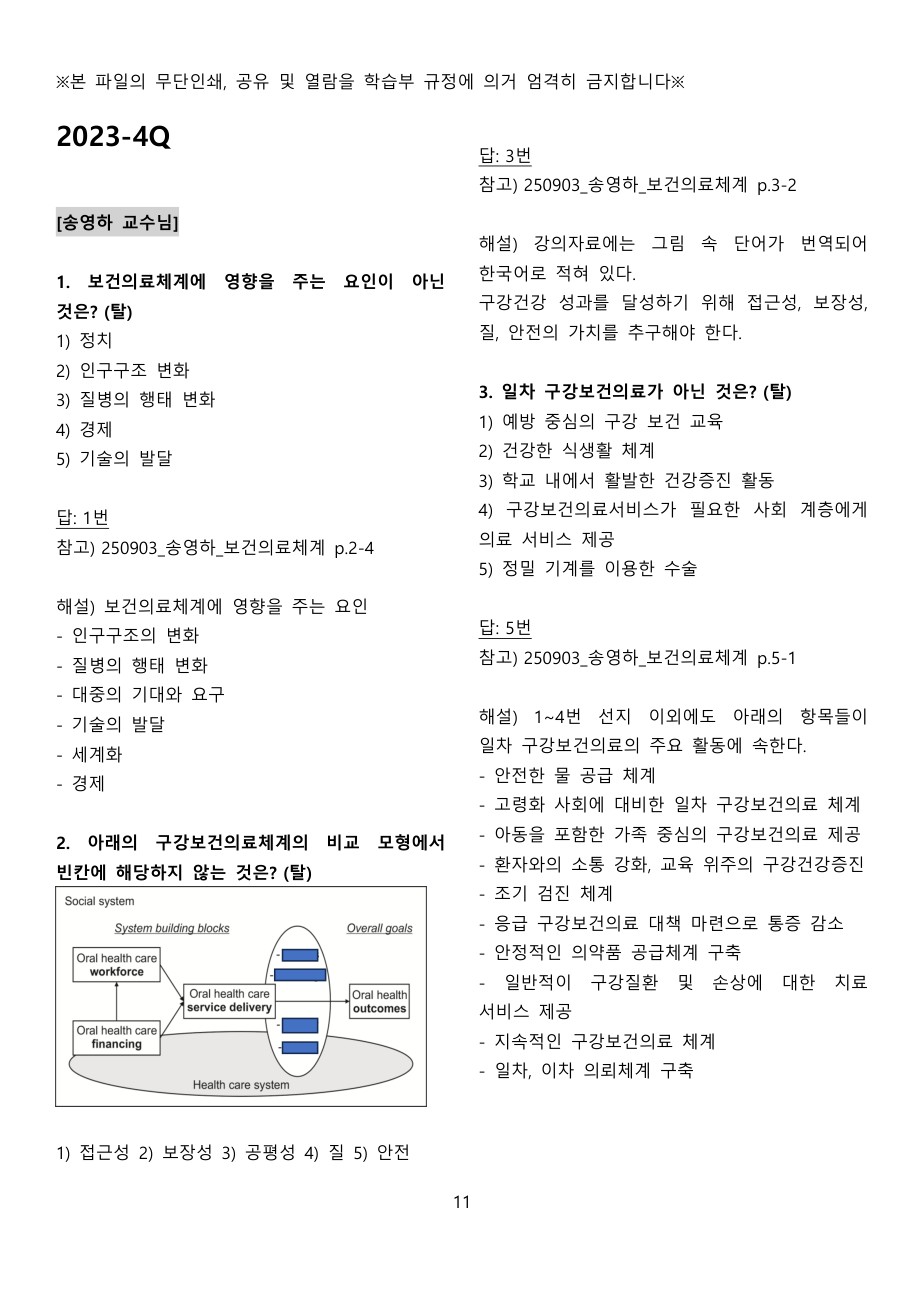 ※본 파일의 무단인쇄, 공유 및 열람을 학습부 규정에 의거 엄격히 금지합니다※
2023-4Q
[송영하 교수님]
1. 보건의료체계에 영향을 주는 요인이 아닌
것은? (탈)
1) 정치
2) 인구구조 변화
3) 질병의 행태 변화
4) 경제
5) 기술의 발달
답: 1번
참고) 250903_송영하_보건의료체계 p.2-4
해설) 보건의료체계에 영향을 주는 요인
- 인구구조의 변화
- 질병의 행태 변화
- 대중의 기대와 요구
- 기술의 발달
- 세계화
- 경제
2. 아래의 구강보건의료체계의 비교 모형에서
빈칸에 해당하지 않는 것은? (탈)
Social system
System building blocks
Overall goals
Oral health care
workforce
Oral health care
service delivery
Oral health
outcomes
Oral health care
financing
Health care system
1) 접근성 2) 보장성 3) 공평성 4) 질 5) 안전
답: 3번
참고) 250903_송영하_보건의료체계 p.3-2
해설) 강의자료에는 그림 속 단어가 번역되어
한국어로 적혀 있다.
구강건강 성과를 달성하기 위해 접근성, 보장성,
질, 안전의 가치를 추구해야 한다.
3. 일차 구강보건의료가 아닌 것은? (탈)
1) 예방 중심의 구강 보건 교육
2) 건강한 식생활 체계
3) 학교 내에서 활발한 건강증진 활동
4) 구강보건의료서비스가 필요한 사회 계층에게
의료 서비스 제공
5) 정밀 기계를 이용한 수술
답: 5번
참고) 250903_송영하_보건의료체계 p.5-1
해설) 1~4번 선지 이외에도 아래의 항목들이
일차 구강보건의료의 주요 활동에 속한다.
- 안전한 물 공급 체계
- 고령화 사회에 대비한 일차 구강보건의료 체계
- 아동을 포함한 가족 중심의 구강보건의료 제공
- 환자와의 소통 강화, 교육 위주의 구강건강증진
- 조기 검진 체계
- 응급 구강보건의료 대책 마련으로 통증 감소
- 안정적인 의약품 공급체계 구축
- 일반적이 구강질환 및 손상에 대한 치료
서비스 제공
- 지속적인 구강보건의료 체계
- 일차, 이차 의뢰체계 구축
11